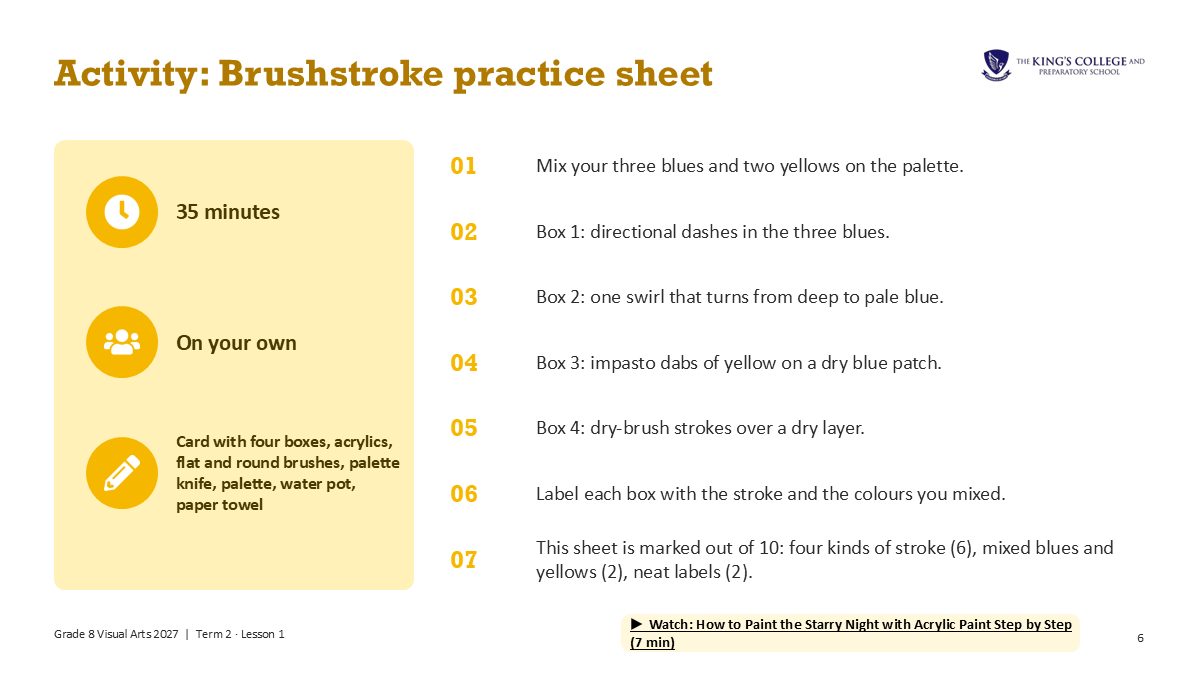 Activity: Brushstroke practice sheet
THE KING'S COLLEGE AND
PREPARATORY SCHOOL
35 minutes
On your own
Card with four boxes, acrylics,
flat and round brushes, palette
knife, palette, water pot,
paper towel
01 Mix your three blues and two yellows on the palette.
02 Box 1: directional dashes in the three blues.
03 Box 2: one swirl that turns from deep to pale blue.
04 Box 3: impasto dabs of yellow on a dry blue patch.
05 Box 4: dry-brush strokes over a dry layer.
06 Label each box with the stroke and the colours you mixed.
07 This sheet is marked out of 10: four kinds of stroke (6), mixed blues and
yellows (2), neat labels (2).
Grade 8 Visual Arts 2027 | Term 2 · Lesson 1
▶ Watch: How to Paint the Starry Night with Acrylic Paint Step by Step
(7 min)
6